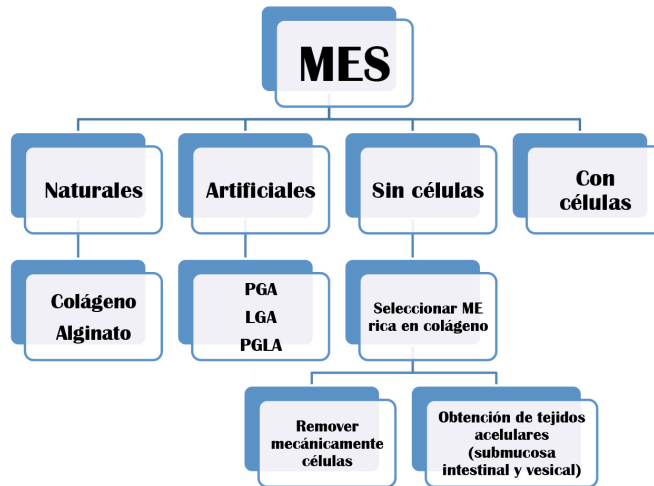 MES
Naturales
Artificiales
Sin células
Con
células
Colágeno
Alginato
PGA
LGA
PGLA
Seleccionar ME
rica en colágeno
Remover
mecánicamente
células
Obtención de tejidos
acelulares
(submucosa
intestinal y vesical)